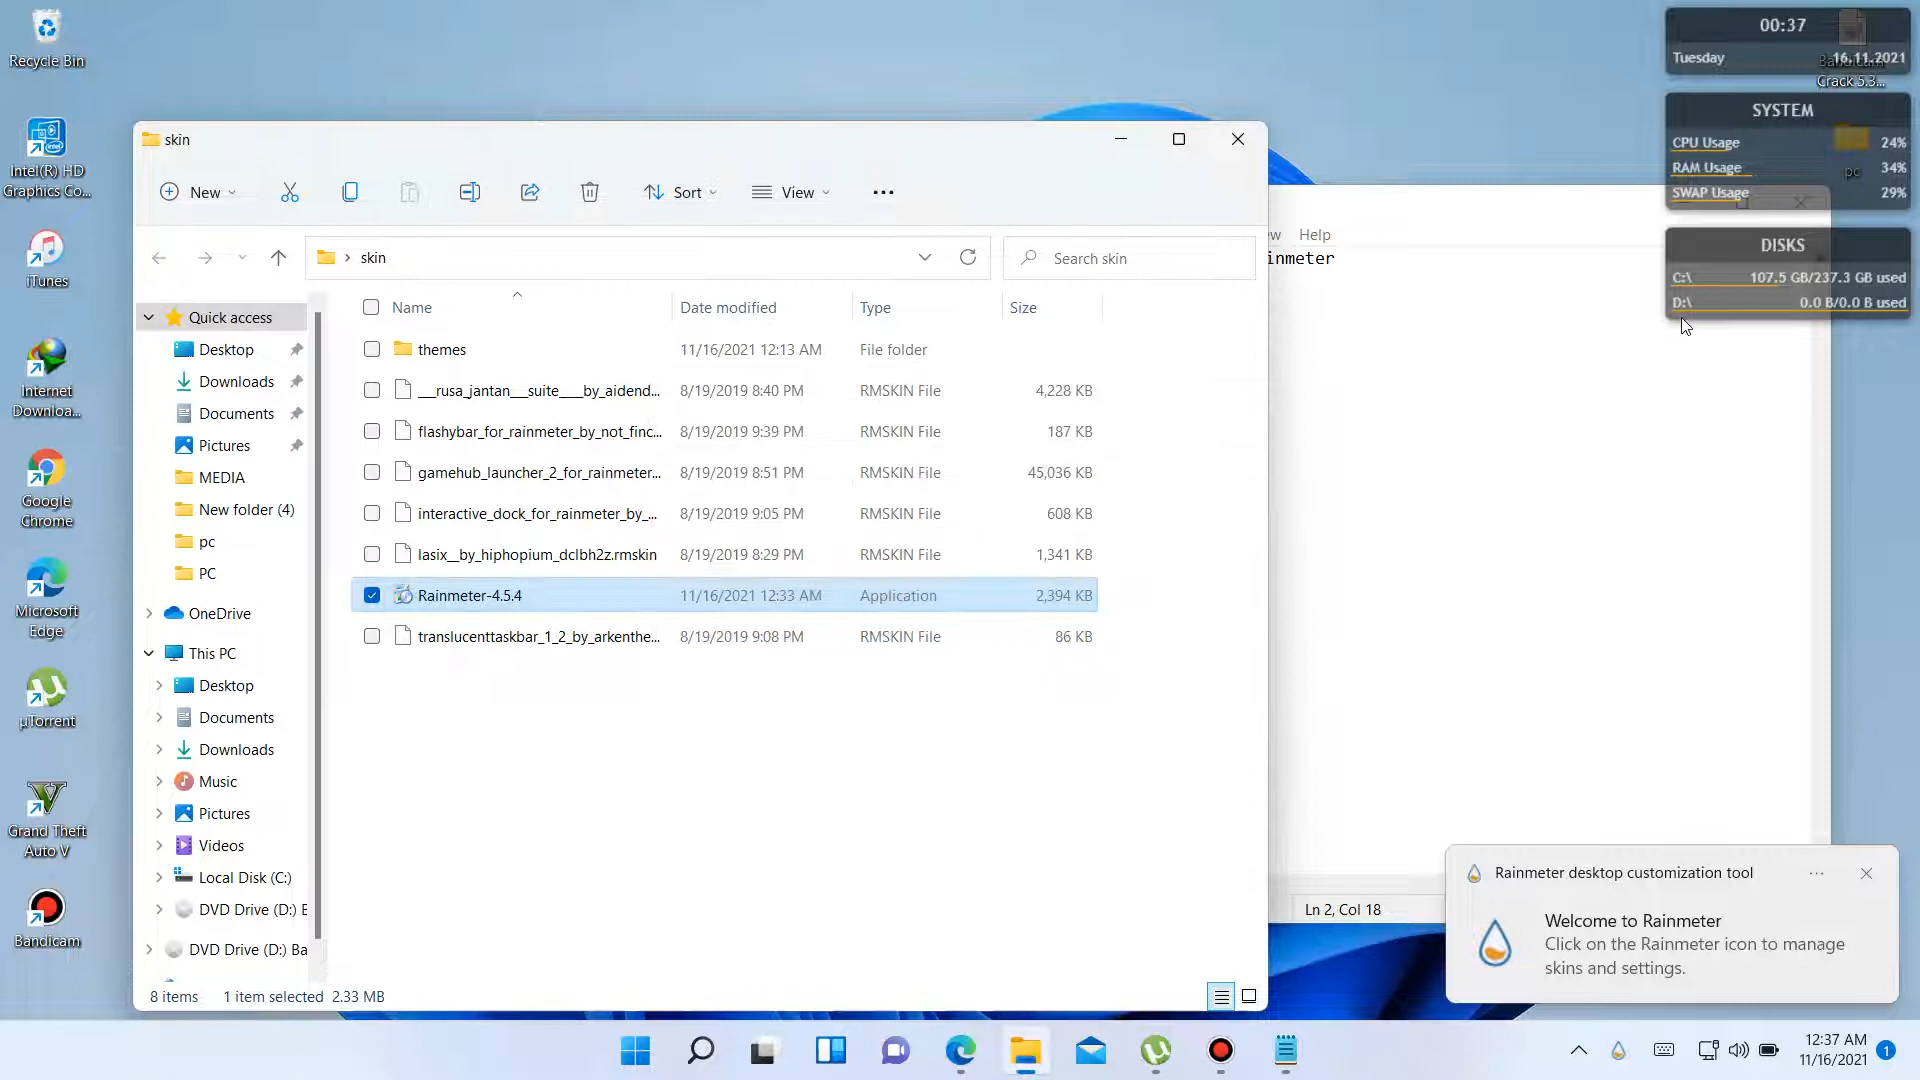 Recycle Bin
Intel(R) HD
Graphics Co...
iTunes
Internet
Downloa...
Google
Chrome
Microsoft
Edge
µTorrent
Grand Theft
Auto V
Bandicam
skin
New
Sort
View
skin
Search skin
Name
Date modified
Type
Size
Quick access
Desktop
Downloads
Documents
Pictures
MEDIA
New folder (4)
pc
PC
OneDrive
This PC
Desktop
Documents
Downloads
Music
Pictures
Videos
Local Disk (C:)
DVD Drive (D:) E
DVD Drive (D:) Ba
themes 11/16/2021 12:13 AM File folder
___rusa_jantan___suite____by_aidend... 8/19/2019 8:40 PM RMSKIN File 4,228 KB
flashybar_for_rainmeter_by_not_finc... 8/19/2019 9:39 PM RMSKIN File 187 KB
gamehub_launcher_2_for_rainmeter... 8/19/2019 8:51 PM RMSKIN File 45,036 KB
interactive_dock_for_rainmeter_by_... 8/19/2019 9:05 PM RMSKIN File 608 KB
lasix__by_hiphopium_dclbh2z.rmskin 8/19/2019 8:29 PM RMSKIN File 1,341 KB
Rainmeter-4.5.4 11/16/2021 12:33 AM Application 2,394 KB
translucenttaskbar_1_2_by_arkenthe... 8/19/2019 9:08 PM RMSKIN File 86 KB
8 items 1 item selected 2.33 MB
ew Help
inmeter
Ln 2, Col 18
00:37
Tuesday 16.11.2021
Crack 5.3...
SYSTEM
CPU Usage 24%
RAM Usage 34%
pc
SWAP Usage 29%
DISKS
C:\ 107.5 GB/237.3 GB used
D:\ 0.0 B/0.0 B used
Rainmeter desktop customization tool
Welcome to Rainmeter
Click on the Rainmeter icon to manage
skins and settings.
12:37 AM
11/16/2021
1